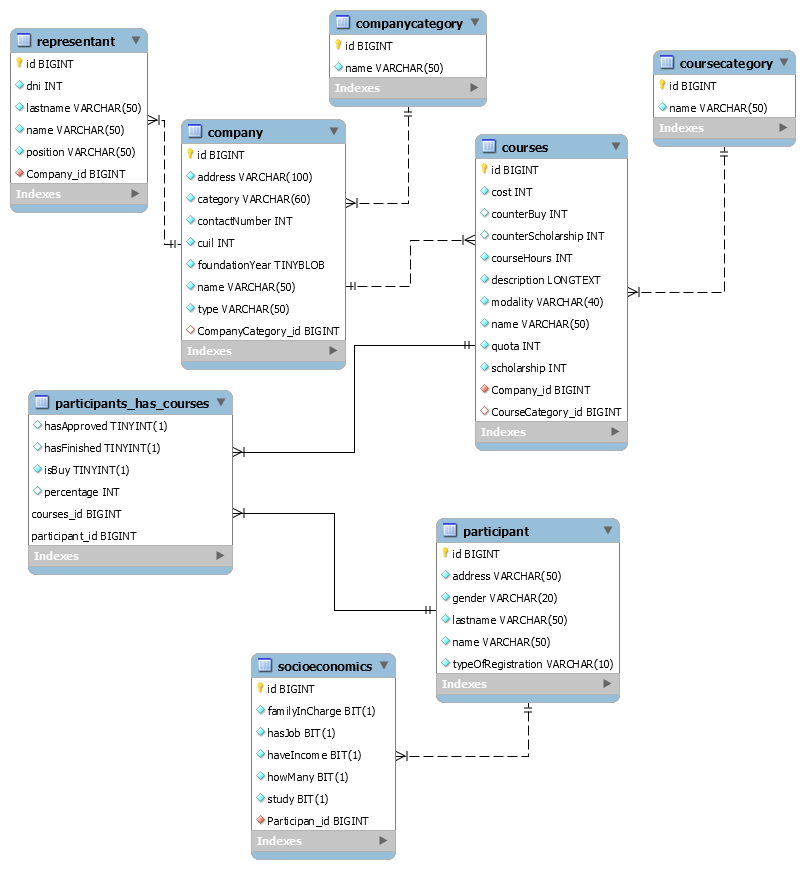 representant
id BIGINT
dni INT
lastname VARCHAR(50)
name VARCHAR(50)
position VARCHAR(50)
Company_id BIGINT
Indexes
companycategory
id BIGINT
name VARCHAR(50)
Indexes
coursecategory
id BIGINT
name VARCHAR(50)
Indexes
company
id BIGINT
address VARCHAR(100)
category VARCHAR(60)
contactNumber INT
cuil INT
foundationYear TINYBLOB
name VARCHAR(50)
type VARCHAR(50)
CompanyCategory_id BIGINT
Indexes
courses
id BIGINT
cost INT
counterBuy INT
counterScholarship INT
courseHours INT
description LONGTEXT
modality VARCHAR(40)
name VARCHAR(50)
quota INT
scholarship INT
Company_id BIGINT
CourseCategory_id BIGINT
Indexes
participants_has_courses
hasApproved TINYINT(1)
hasFinished TINYINT(1)
isBuy TINYINT(1)
percentage INT
courses_id BIGINT
participant_id BIGINT
Indexes
participant
id BIGINT
address VARCHAR(50)
gender VARCHAR(20)
lastname VARCHAR(50)
name VARCHAR(50)
typeOfRegistration VARCHAR(10)
Indexes
socioeconomics
id BIGINT
familyInCharge BIT(1)
hasJob BIT(1)
haveIncome BIT(1)
howMany BIT(1)
study BIT(1)
Participan_id BIGINT
Indexes